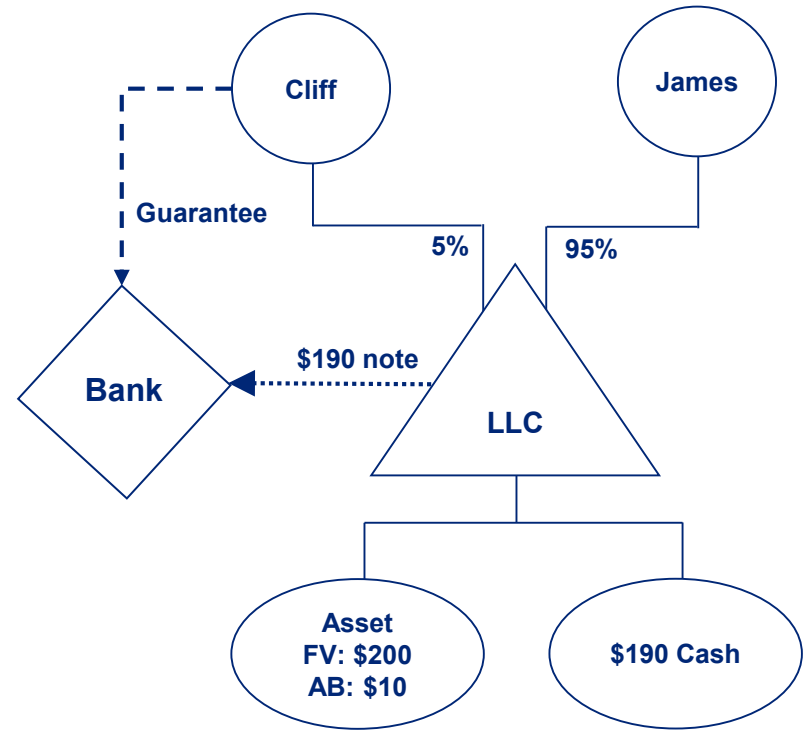 Cliff
James
Guarantee
5%
95%
$190 note
Bank
LLC
Asset
FV: $200
AB: $10
$190 Cash